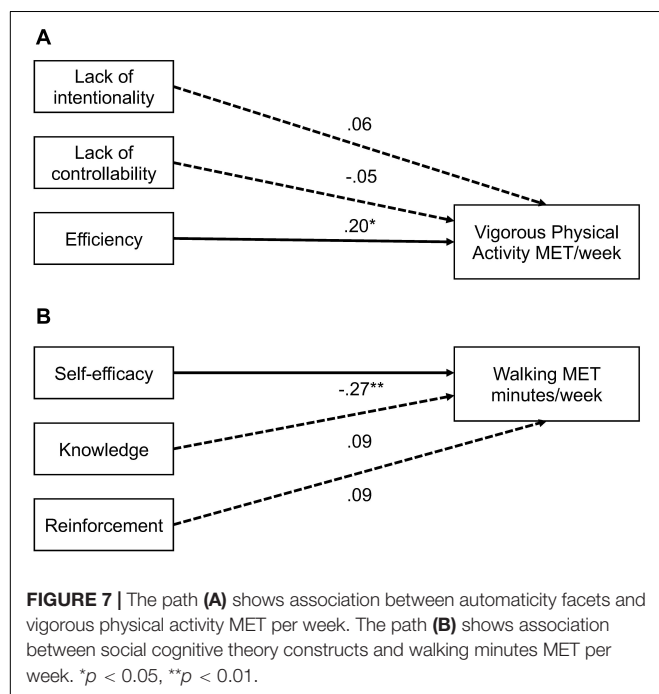 A
Lack of
intentionality
.06
Lack of
controllability
-.05
Efficiency
.20*
Vigorous Physical
Activity MET/week
B
Self-efficacy
-.27**
Walking MET
minutes/week
Knowledge
.09
Reinforcement
.09
FIGURE 7 | The path (A) shows association between automaticity facets and
vigorous physical activity MET per week. The path (B) shows association
between social cognitive theory constructs and walking minutes MET per
week. *p < 0.05, **p < 0.01.